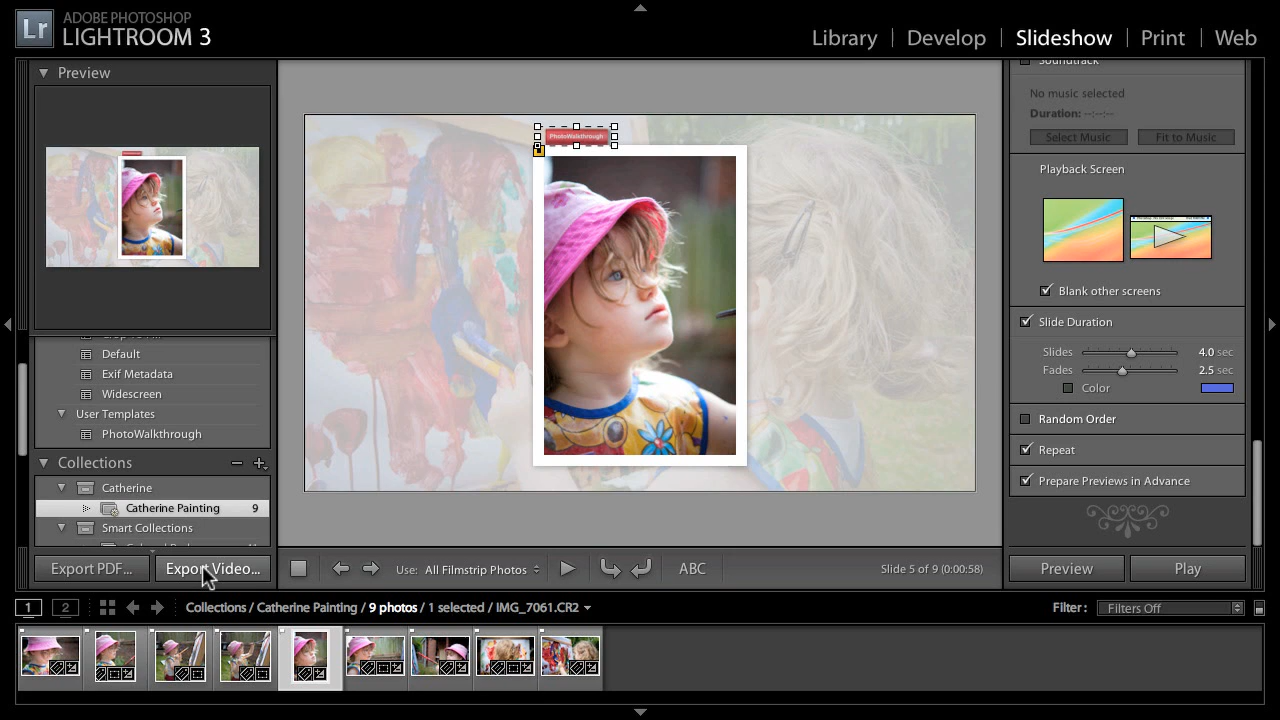 Lr ADOBE PHOTOSHOP
LIGHTROOM 3
Library Develop Slideshow Print Web
Preview
Default
Exif Metadata
Widescreen
User Templates
PhotoWalkthrough
Collections
Catherine
Catherine Painting 9
Smart Collections
Export PDF...
Export Video...
PhotoWalkthrough
Use: All Filmstrip Photos
ABC
Slide 5 of 9 (0:00:58)
Soundtrack
No music selected
Duration: --:--:--
Select Music Fit to Music
Playback Screen
Blank other screens
Slide Duration
Slides 4.0 sec
Fades 2.5 sec
Color
Random Order
Repeat
Prepare Previews in Advance
Preview Play
1 2 Collections / Catherine Painting / 9 photos / 1 selected / IMG_7061.CR2 Filter : Filters Off